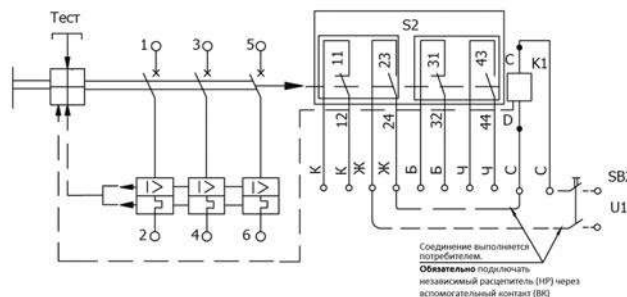 Тест
S2
1
3
5
11
23
31
43
C
K1
12
24
32
44
D
К
К
Ж
Ж
Б
Б
Ч
Ч
С
С
SB2
U1
I>
I>
I>
2
4
6
Соединение выполняется
потребителем.
Обязательно подключать
независимый расцепитель (НР) через
вспомогательный контакт (ВК)